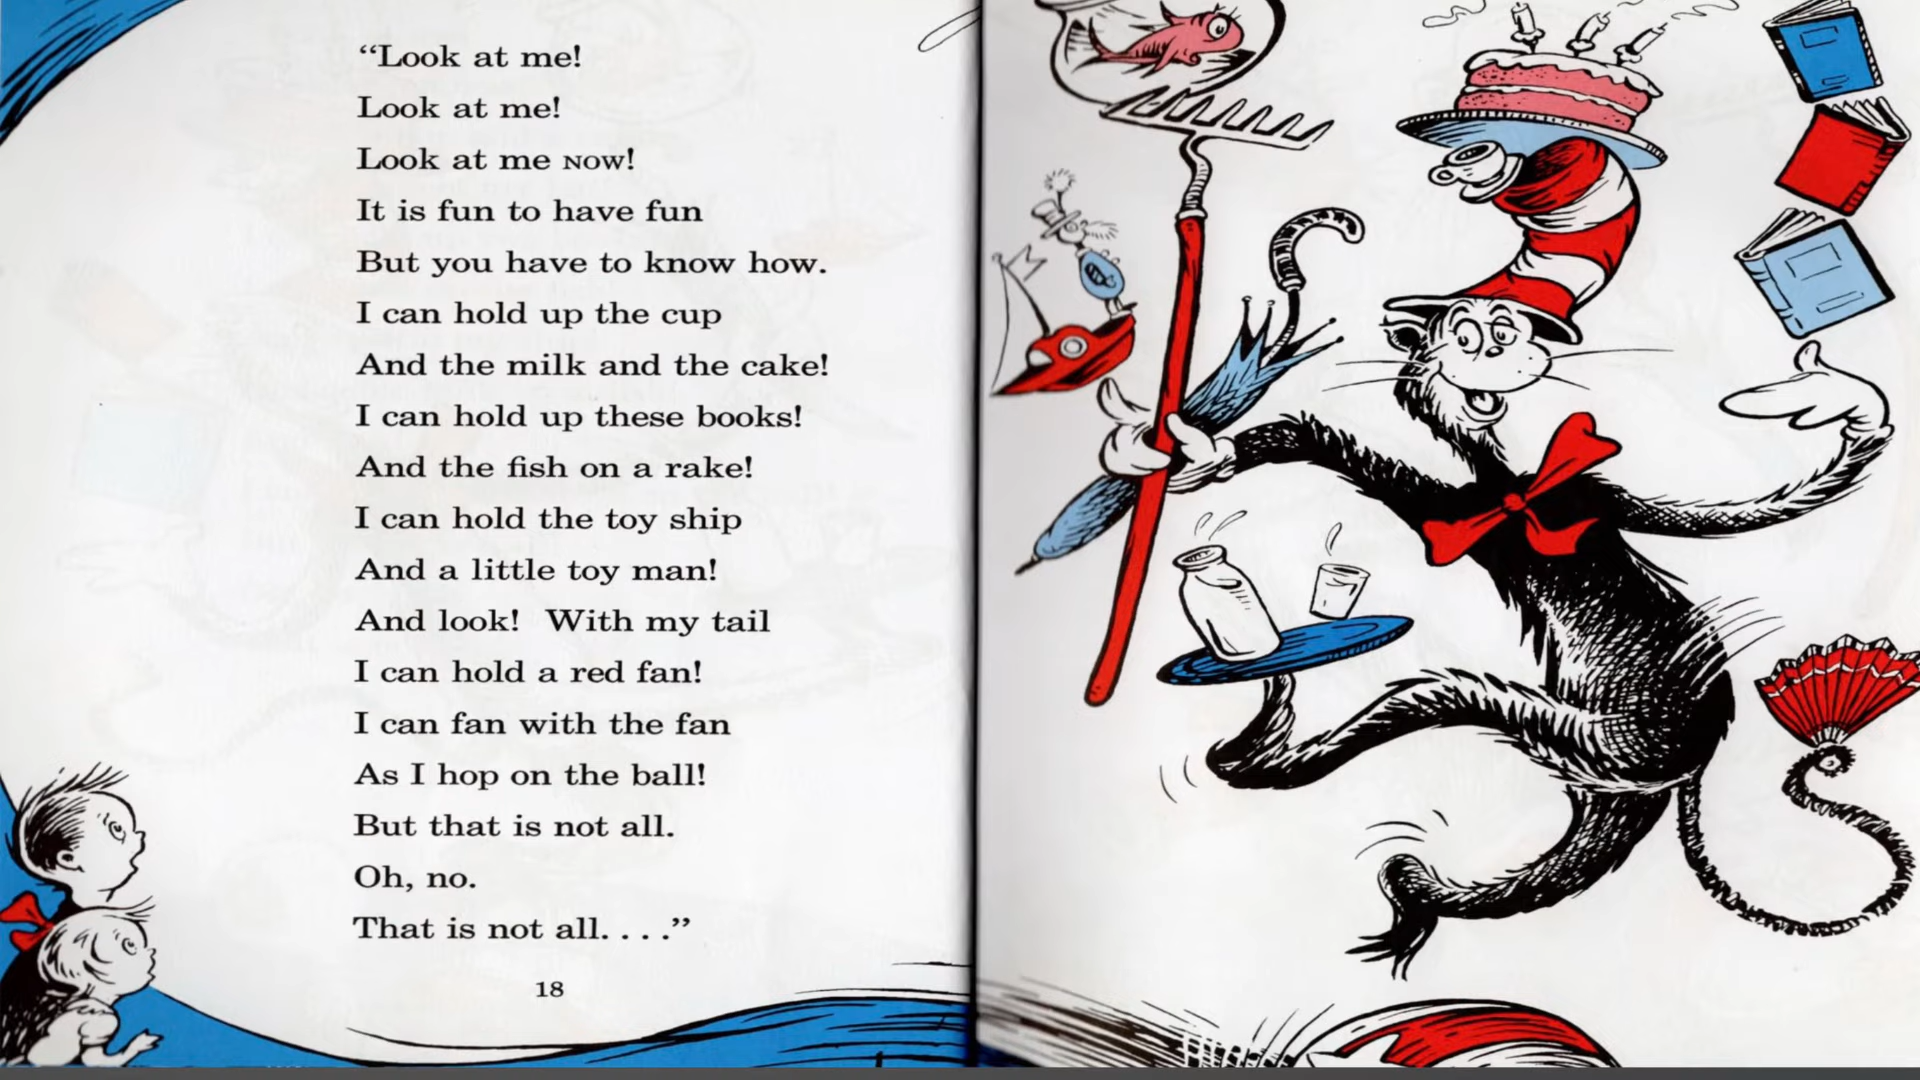 “Look at me!
Look at me!
Look at me NOW!
It is fun to have fun
But you have to know how.
I can hold up the cup
And the milk and the cake!
I can hold up these books!
And the fish on a rake!
I can hold the toy ship
And a little toy man!
And look!  With my tail
I can hold a red fan!
I can fan with the fan
As I hop on the ball!
But that is not all.
Oh, no.
That is not all. . . .”
18